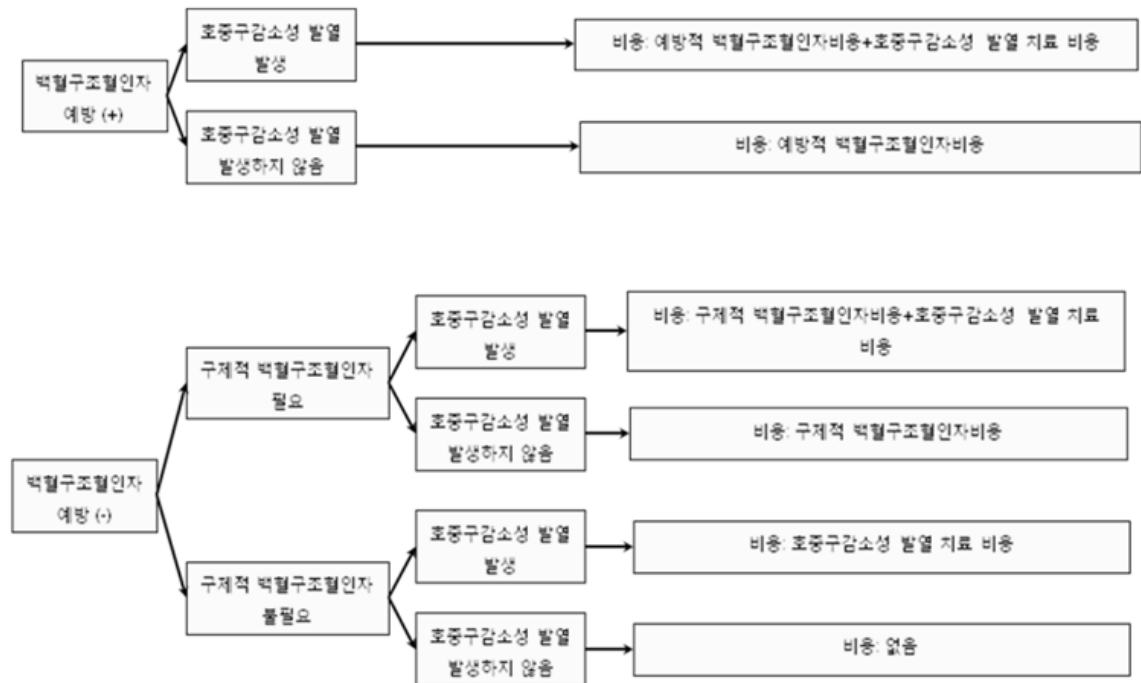 호중구감소성 발열
발생
비용: 예방적 백혈구조혈인자비용+호중구감소성 발열 치료 비용
백혈구조혈인자
예방 (+)
호중구감소성 발열
발생하지 않음
비용: 예방적 백혈구조혈인자비용
호중구감소성 발열
발생
비용: 구제적 백혈구조혈인자비용+호중구감소성 발열 치료
비용
구제적 백혈구조혈인자
필요
호중구감소성 발열
발생하지 않음
비용: 구제적 백혈구조혈인자비용
백혈구조혈인자
예방 (-)
호중구감소성 발열
발생
비용: 호중구감소성 발열 치료 비용
구제적 백혈구조혈인자
불필요
호중구감소성 발열
발생하지 않음
비용: 없음